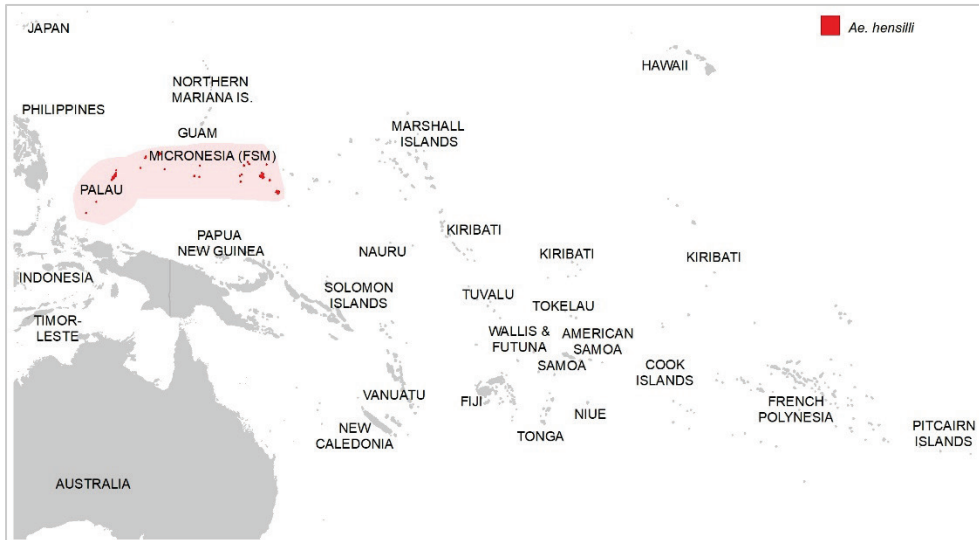 JAPAN
Ae. hensilli
HAWAII
NORTHERN
MARIANA IS.
PHILIPPINES
GUAM
MARSHALL
ISLANDS
MICRONESIA (FSM)
PALAU
KIRIBATI
PAPUA
NEW GUINEA
NAURU
KIRIBATI
KIRIBATI
INDONESIA
SOLOMON
ISLANDS
TUVALU
TOKELAU
TIMOR-
LESTE
WALLIS &
FUTUNA
AMERICAN
SAMOA
SAMOA
COOK
ISLANDS
VANUATU
FIJI
FRENCH
POLYNESIA
NIUE
NEW
CALEDONIA
TONGA
PITCAIRN
ISLANDS
AUSTRALIA